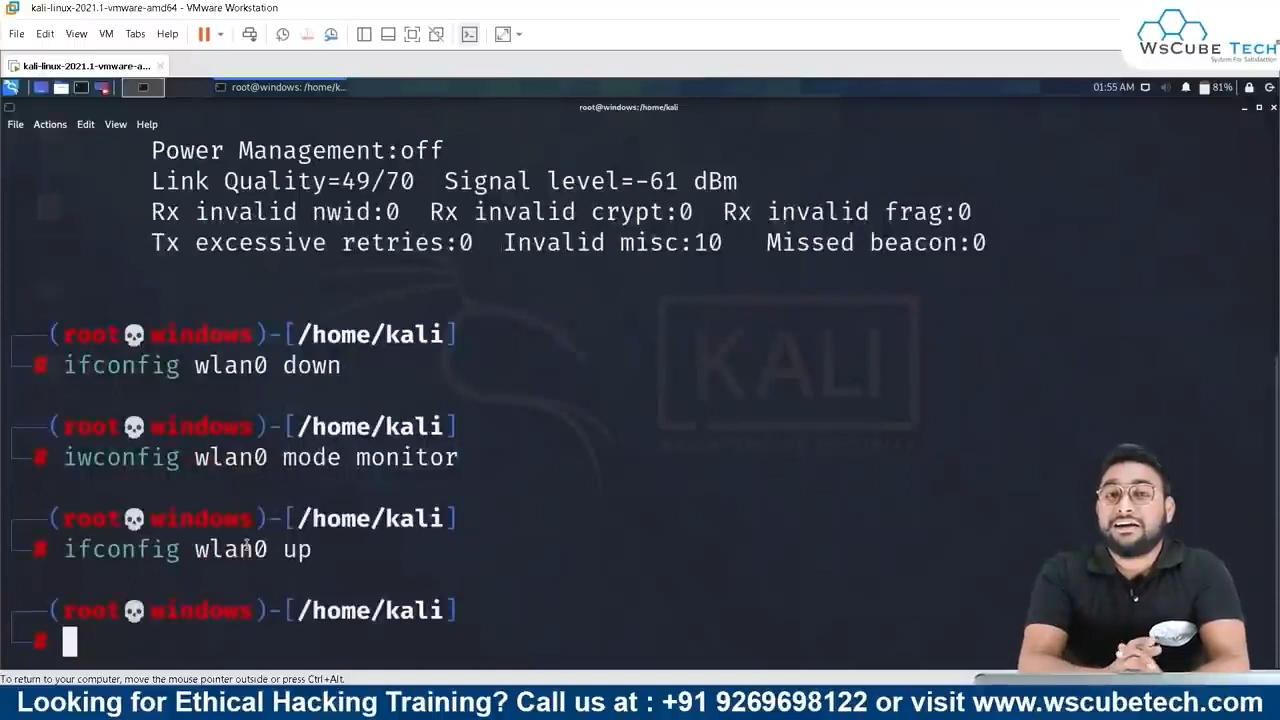 kali-linux-2021.1-vmware-amd64 - VMware Workstation
File Edit View VM Tabs Help
WsCube Tech
System For Satisfaction
kali-linux-2021.1-vmware-a...
root@windows: /home/k...
01:55 AM
81%
root@windows: /home/kali
File Actions Edit View Help
Power Management:off
Link Quality=49/70 Signal level=-61 dBm
Rx invalid nwid:0 Rx invalid crypt:0 Rx invalid frag:0
Tx excessive retries:0 Invalid misc:10 Missed beacon:0
(root💀windows)-[/home/kali]
# ifconfig wlan0 down
(root💀windows)-[/home/kali]
# iwconfig wlan0 mode monitor
(root💀windows)-[/home/kali]
# ifconfig wlan0 up
(root💀windows)-[/home/kali]
#
KALI
To return to your computer, move the mouse pointer outside or press Ctrl+Alt.
Looking for Ethical Hacking Training? Call us at : +91 9269698122 or visit www.wscubetech.com